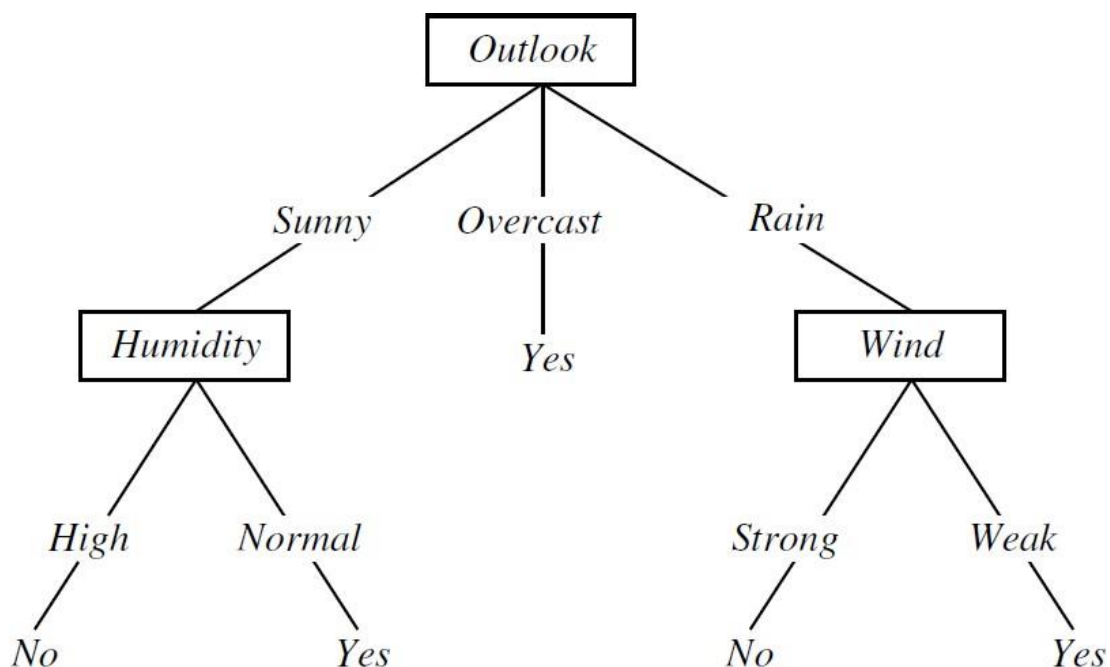 Outlook
Sunny Overcast Rain
Humidity Yes Wind
High Normal Strong Weak
No Yes No Yes